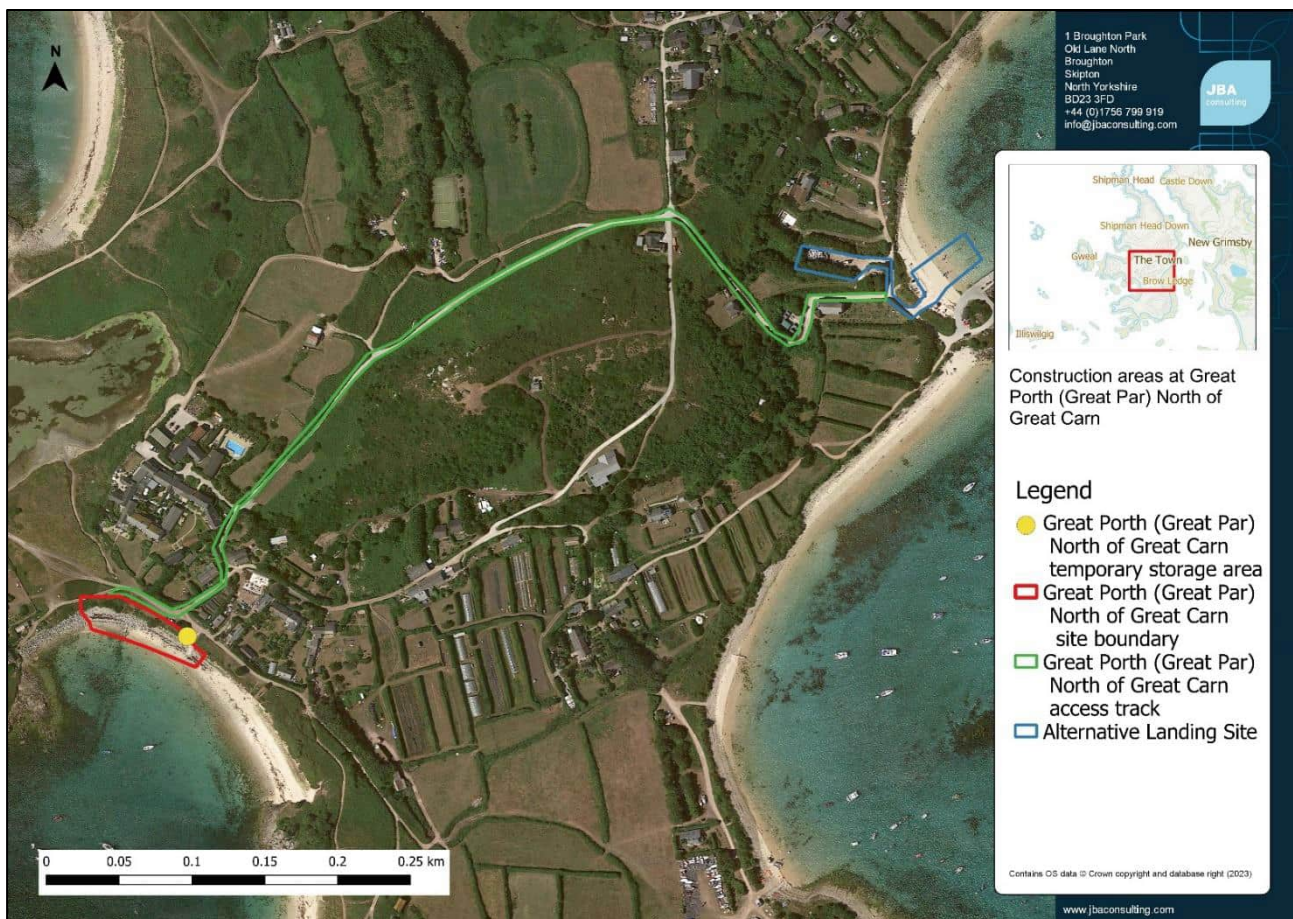 N
1 Broughton Park
Old Lane North
Broughton
Skipton
North Yorkshire
BD23 3FD
+44 (0)1756 799 919
info@jbaconsulting.com
JBA
consulting
Shipman Head
Castle Down
Shipman Head Down
New Grimsby
Gweal
The Town
Brow Ledge
Illiswilgig
Construction areas at Great
Porth (Great Par) North of
Great Carn
Legend
Great Porth (Great Par)
North of Great Carn
temporary storage area
Great Porth (Great Par)
North of Great Carn
site boundary
Great Porth (Great Par)
North of Great Carn
access track
Alternative Landing Site
0 0.05 0.1 0.15 0.2 0.25 km
Contains OS data © Crown copyright and database right (2023)
www.jbaconsulting.com